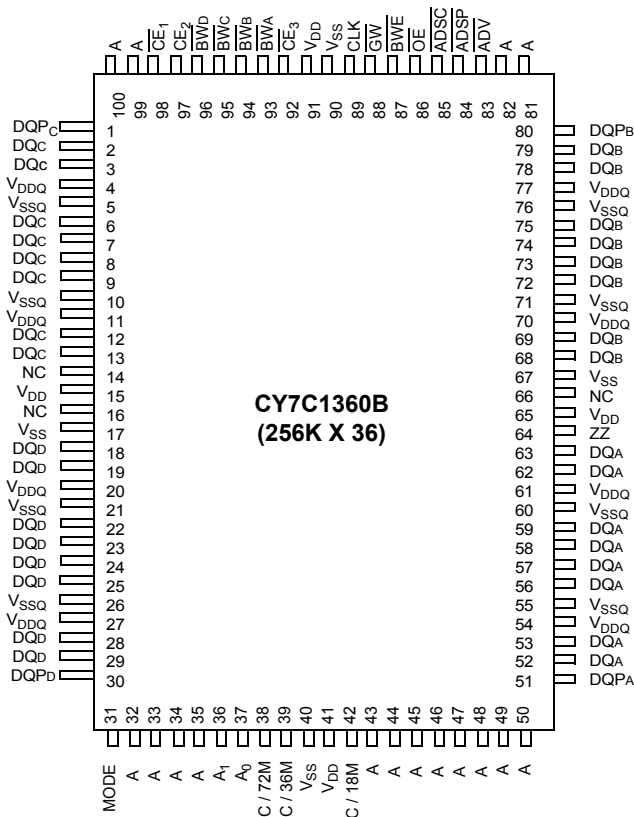 A
A
CE1
CE2
BWD
BWC
BWB
BWA
CE3
VDD
VSS
CLK
GW
BWE
OE
ADSC
ADSP
ADV
A
A
100
99
98
97
96
95
94
93
92
91
90
89
88
87
86
85
84
83
82
81
DQPC 1
DQC 2
DQc 3
VDDQ 4
VSSQ 5
DQC 6
DQC 7
DQC 8
DQC 9
VSSQ 10
VDDQ 11
DQC 12
DQC 13
NC 14
VDD 15
NC 16
VSS 17
DQD 18
DQD 19
VDDQ 20
VSSQ 21
DQD 22
DQD 23
DQD 24
DQD 25
VSSQ 26
VDDQ 27
DQD 28
DQD 29
DQPD 30
CY7C1360B
(256K X 36)
80 DQPB
79 DQB
78 DQB
77 VDDQ
76 VSSQ
75 DQB
74 DQB
73 DQB
72 DQB
71 VSSQ
70 VDDQ
69 DQB
68 DQB
67 VSS
66 NC
65 VDD
64 ZZ
63 DQA
62 DQA
61 VDDQ
60 VSSQ
59 DQA
58 DQA
57 DQA
56 DQA
55 VSSQ
54 VDDQ
53 DQA
52 DQA
51 DQPA
31
32
33
34
35
36
37
38
39
40
41
42
43
44
45
46
47
48
49
50
MODE
A
A
A
A
A1
A0
C / 72M
C / 36M
VSS
VDD
C / 18M
A
A
A
A
A
A
A
A